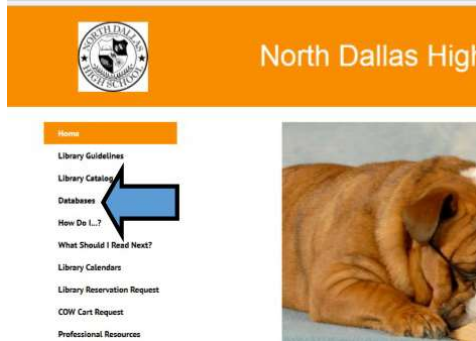 NORTH DALLAS
HIGH SCHOOL
North Dallas High
Home
Library Guidelines
Library Catalog
Databases
How Do I...?
What Should I Read Next?
Library Calendars
Library Reservation Request
COW Cart Request
Professional Resources